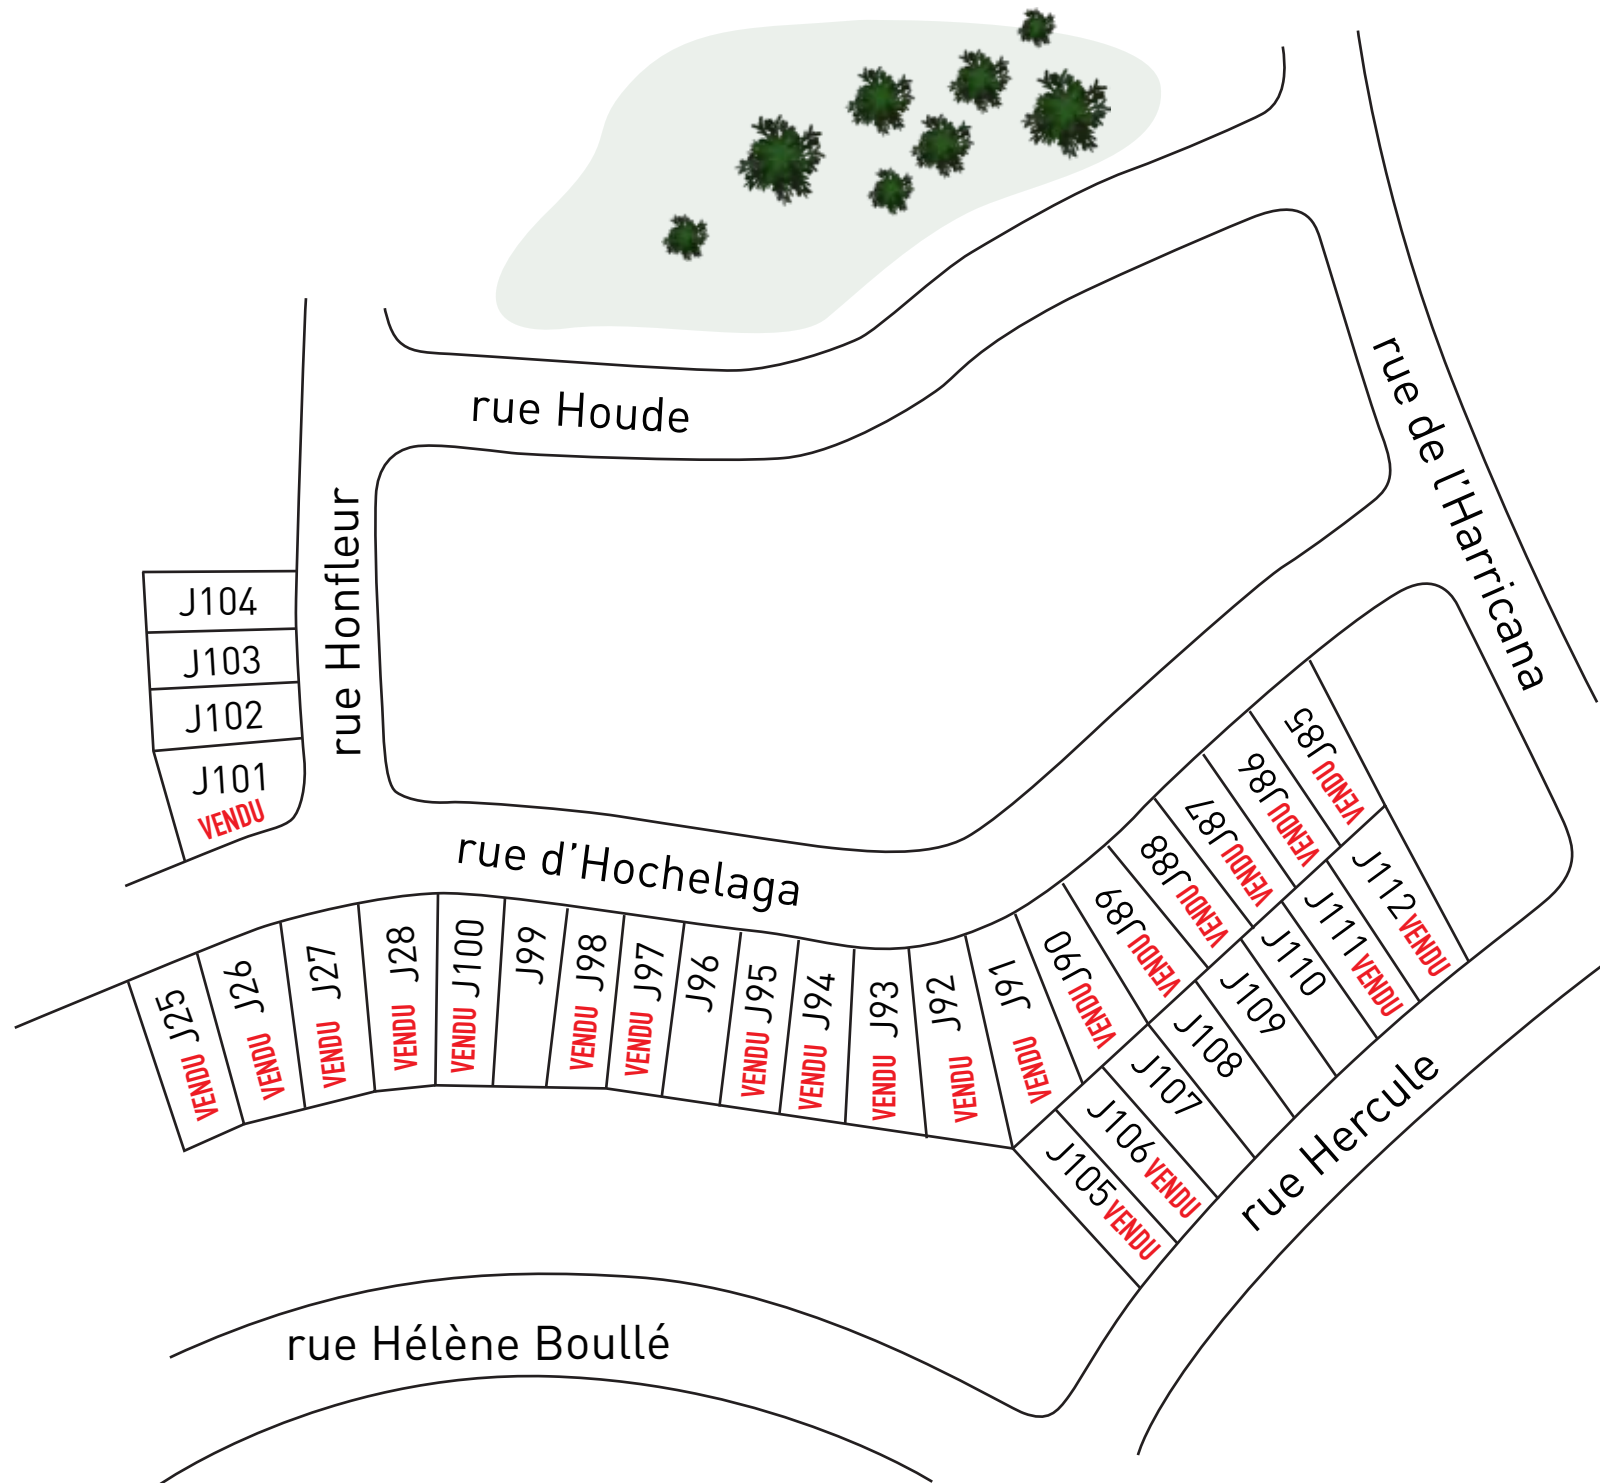 rue Houde
rue de l'Harricana
rue Honfleur
J104
J103
J102
J101
VENDU
rue d'Hochelaga
J25 VENDU
J26 VENDU
J27 VENDU
J28 VENDU
J100 VENDU
J99
J98 VENDU
J97 VENDU
J96
J95 VENDU
J94 VENDU
J93 VENDU
J92 VENDU
J91 VENDU
J90 VENDU
J89 VENDU
J88 VENDU
J87 VENDU
J86 VENDU
J85 VENDU
J112 VENDU
J111 VENDU
J110
J109
J108
J107
J106 VENDU
J105 VENDU
rue Hercule
rue Hélène Boullé